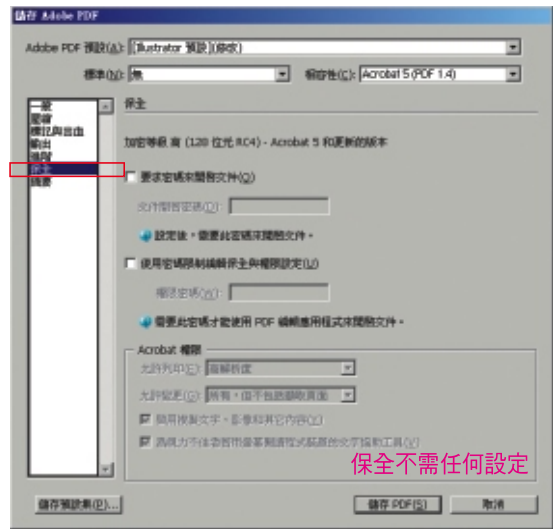 儲存 Adobe PDF
Adobe PDF 預設(A): [Illustrator 預設](修改)
標準(N): 無 相容性(C): Acrobat 5 (PDF 1.4)
一般
壓縮
標記與出血
輸出
進階
保全
摘要
保全
加密等級: 高 (128 位元 RC4) - Acrobat 5 和更新的版本
要求密碼來開啟文件(O)
文件開啟密碼(D):
設定後，需要此密碼來開啟文件。
使用密碼限制編輯保全與權限設定(U)
權限密碼(W):
需要此密碼才能使用 PDF 編輯應用程式來開啟文件。
Acrobat 權限
允許列印(E): 高解析度
允許變更(G): 所有，但不包括擷取頁面
啟用複製文字、影像和其它內容(Y)
為視力不佳者啟用螢幕閱讀程式裝置的文字協助工具(V)
保全不需任何設定
儲存預設集(P)... 儲存 PDF(S) 取消